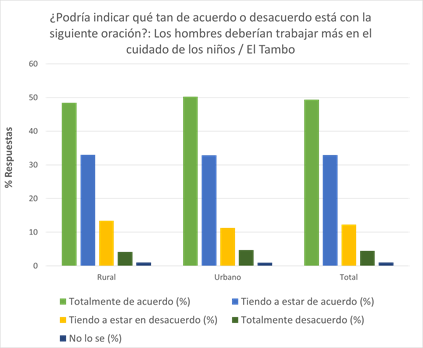 ¿Podría indicar qué tan de acuerdo o desacuerdo está con la
siguiente oración?: Los hombres deberían trabajar más en el
cuidado de los niños / El Tambo
% Respuestas
60
50
40
30
20
10
0
Rural Urbano Total
Totalmente de acuerdo (%) Tiendo a estar de acuerdo (%)
Tiendo a estar en desacuerdo (%) Totalmente desacuerdo (%)
No lo se (%)